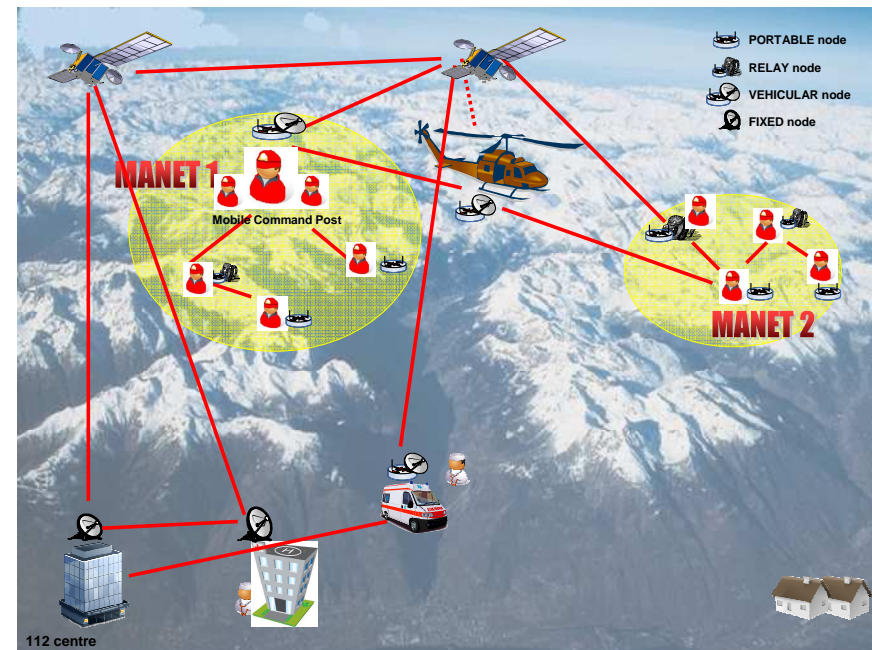 PORTABLE node
RELAY node
VEHICULAR node
FIXED node
MANET 1
Mobile Command Post
MANET 2
H
112 centre